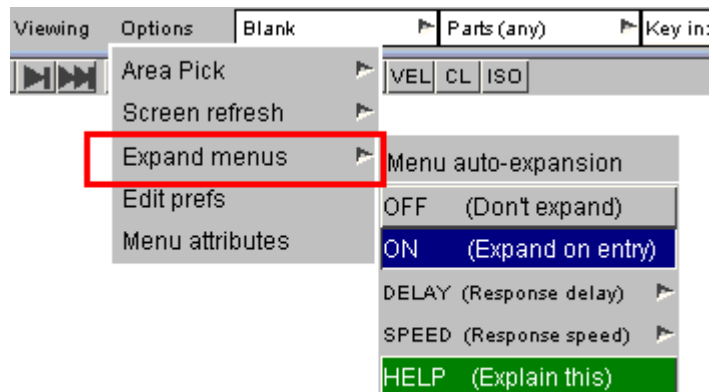 Viewing Options Blank Parts (any) Key in:
Area Pick VEL CL ISO
Screen refresh
Expand menus Menu auto-expansion
Edit prefs OFF (Don't expand)
Menu attributes ON (Expand on entry)
DELAY (Response delay)
SPEED (Response speed)
HELP (Explain this)